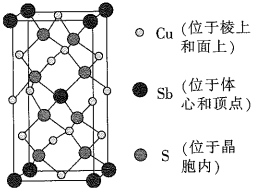 Cu (位于棱上
和面上)
Sb (位于体
心和顶点)
S (位于晶
胞内)